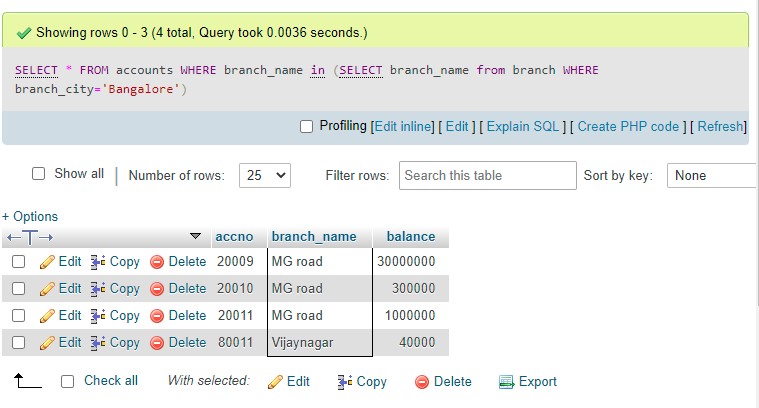 Showing rows 0 - 3 (4 total, Query took 0.0036 seconds.)
SELECT * FROM accounts WHERE branch_name in (SELECT branch_name from branch WHERE
branch_city='Bangalore')
Profiling [Edit inline] [ Edit ] [ Explain SQL ] [ Create PHP code ] [ Refresh]
Show all | Number of rows: 25 Filter rows: Search this table Sort by key: None
+ Options
←T→ accno branch_name balance
Edit Copy Delete 20009 MG road 30000000
Edit Copy Delete 20010 MG road 300000
Edit Copy Delete 20011 MG road 1000000
Edit Copy Delete 80011 Vijaynagar 40000
Check all With selected: Edit Copy Delete Export